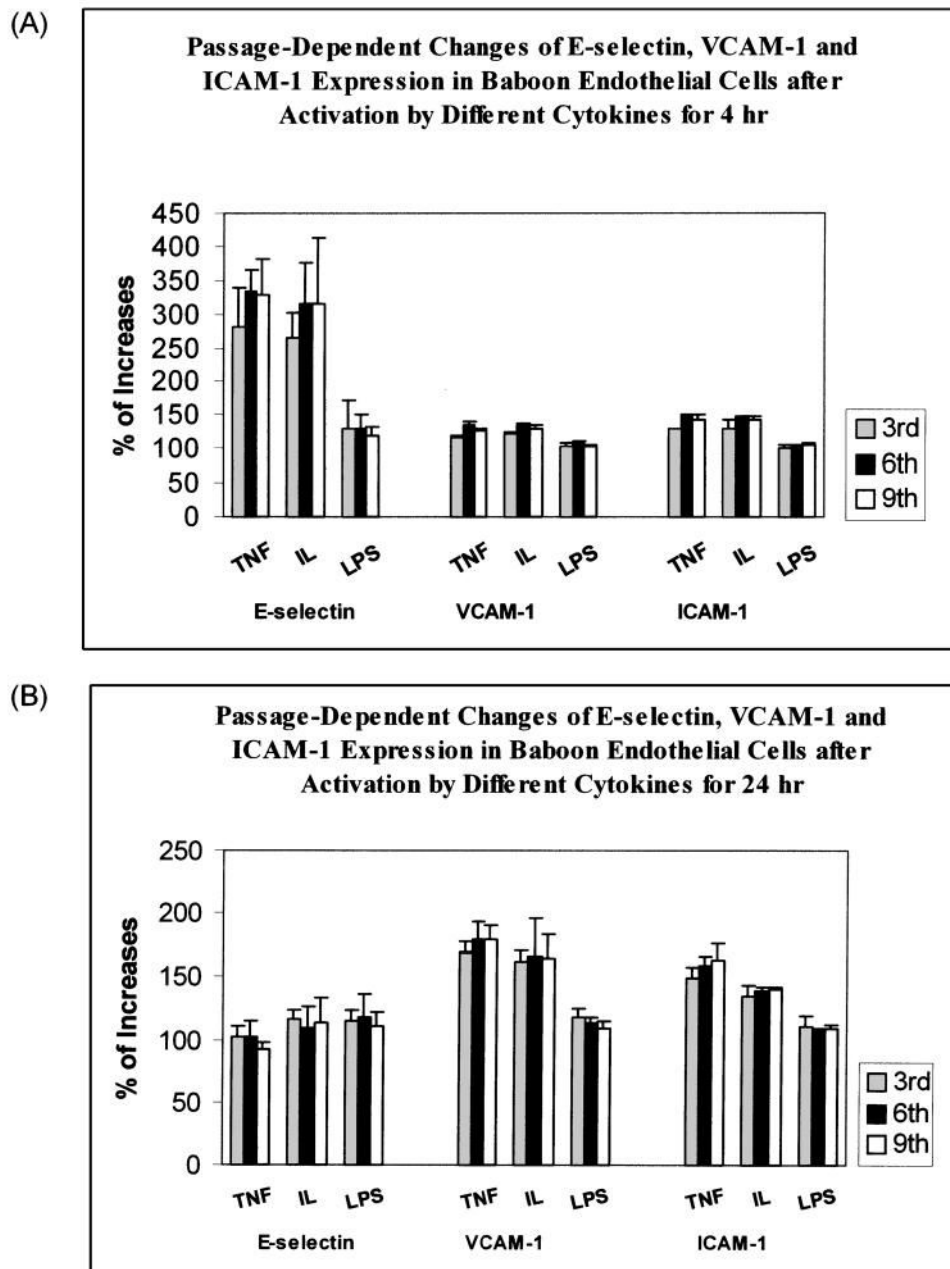 (A)
Passage-Dependent Changes of E-selectin, VCAM-1 and
ICAM-1 Expression in Baboon Endothelial Cells after
Activation by Different Cytokines for 4 hr
% of Increases
450
400
350
300
250
200
150
100
50
0
TNF IL LPS TNF IL LPS TNF IL LPS
E-selectin VCAM-1 ICAM-1
3rd
6th
9th
(B)
Passage-Dependent Changes of E-selectin, VCAM-1 and
ICAM-1 Expression in Baboon Endothelial Cells after
Activation by Different Cytokines for 24 hr
% of Increases
250
200
150
100
50
0
TNF IL LPS TNF IL LPS TNF IL LPS
E-selectin VCAM-1 ICAM-1
3rd
6th
9th